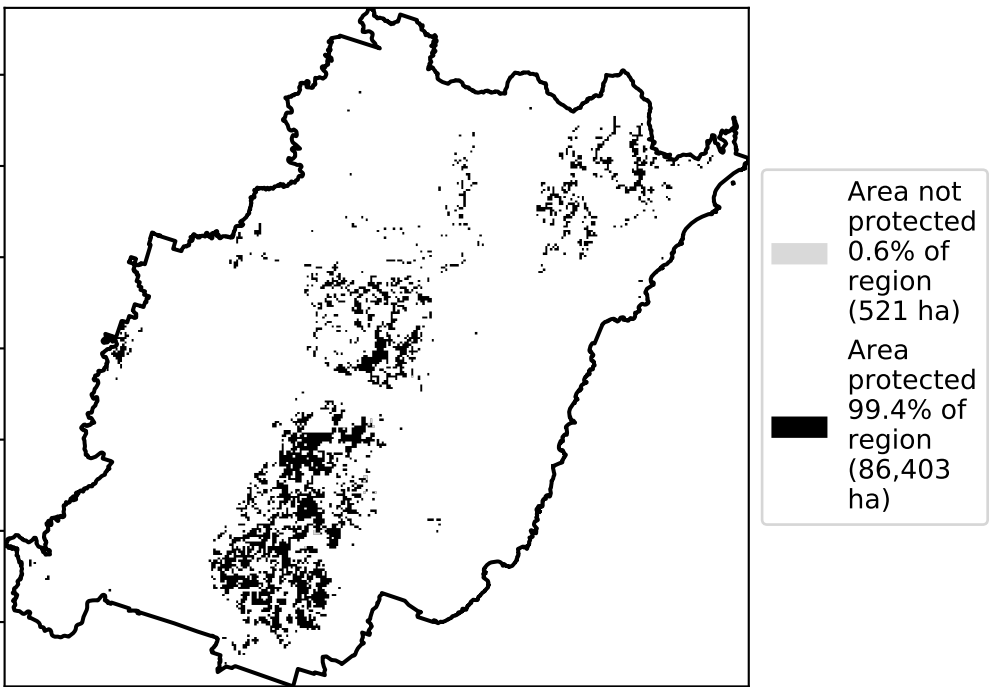 Area not
protected
0.6% of
region
(521 ha)
Area
protected
99.4% of
region
(86,403
ha)